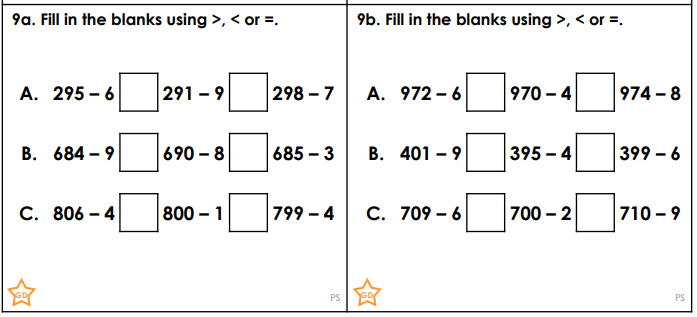 9a. Fill in the blanks using >, < or =.
A. 295 – 6 291 – 9 298 – 7
B. 684 – 9 690 – 8 685 – 3
C. 806 – 4 800 – 1 799 – 4
GD
PS
9b. Fill in the blanks using >, < or =.
A. 972 – 6 970 – 4 974 – 8
B. 401 – 9 395 – 4 399 – 6
C. 709 – 6 700 – 2 710 – 9
GD
PS